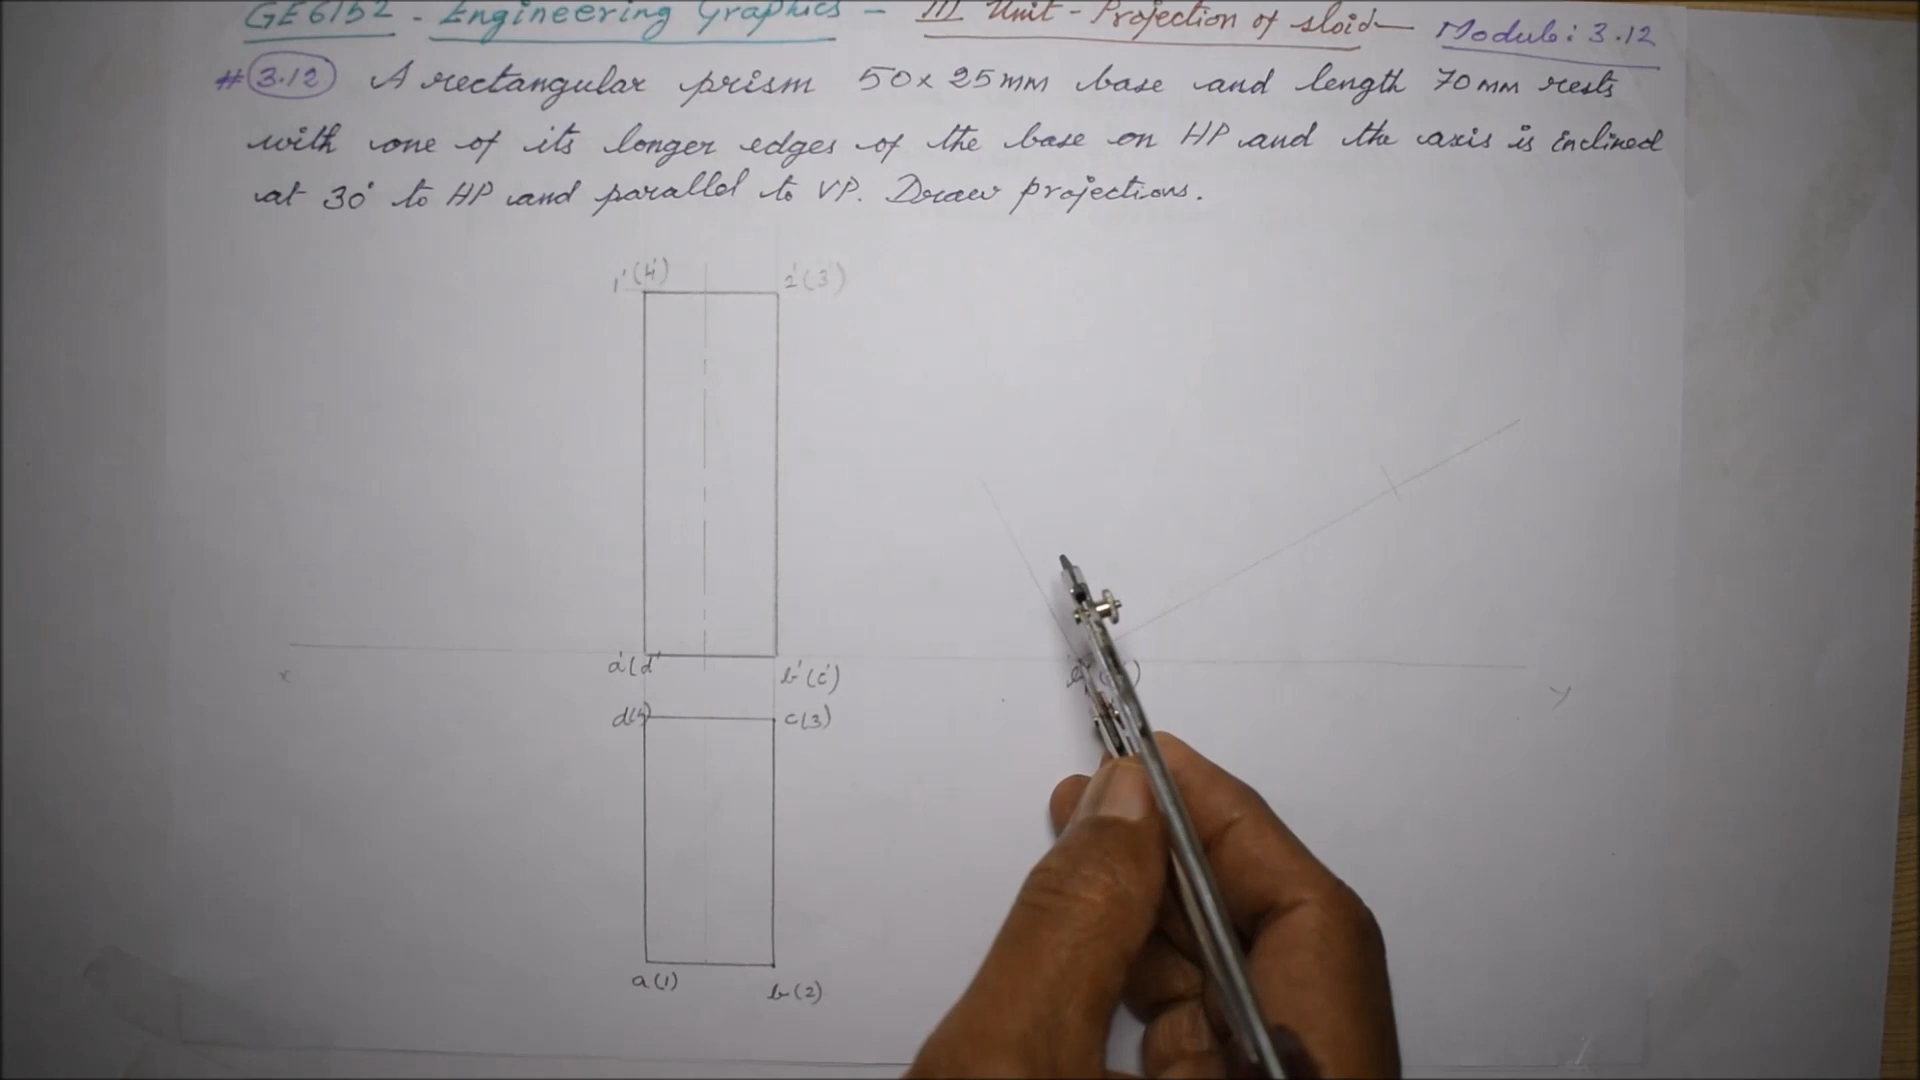 GE6152 - Engineering Graphics - III Unit - Projection of sloid - Module: 3.12
# 3.12 A rectangular prism 50 x 25 mm base and length 70 mm rests
with one of its longer edges of the base on HP and the axis is inclined
at 30° to HP and parallel to VP. Draw projections.
1' (4') 2' (3')
a' (d' b' (c')
x y
d(4) c(3)
a(1) b(2)